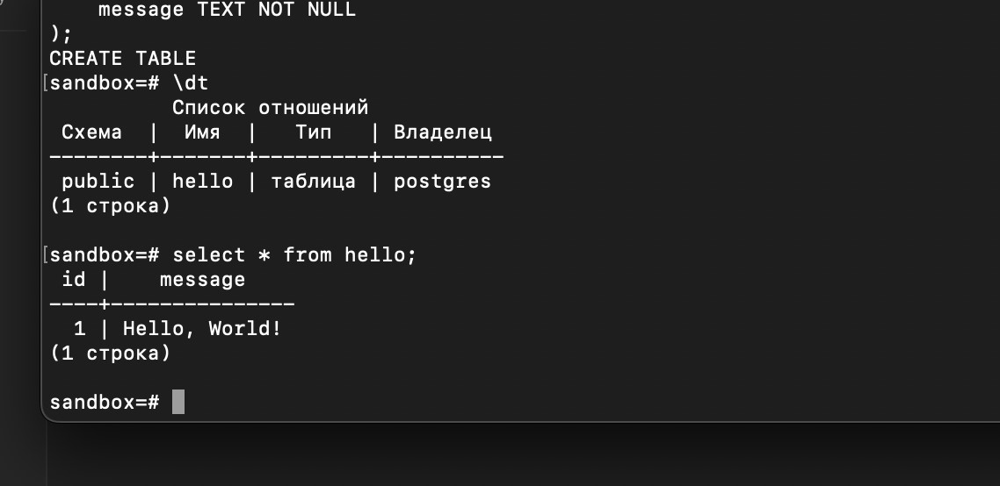 message TEXT NOT NULL
);
CREATE TABLE
[sandbox=# \dt
          Список отношений
 Схема  |  Имя  |   Тип   | Владелец
--------+-------+---------+----------
 public | hello | таблица | postgres
(1 строка)

[sandbox=# select * from hello;
 id |    message
----+---------------
  1 | Hello, World!
(1 строка)

sandbox=#